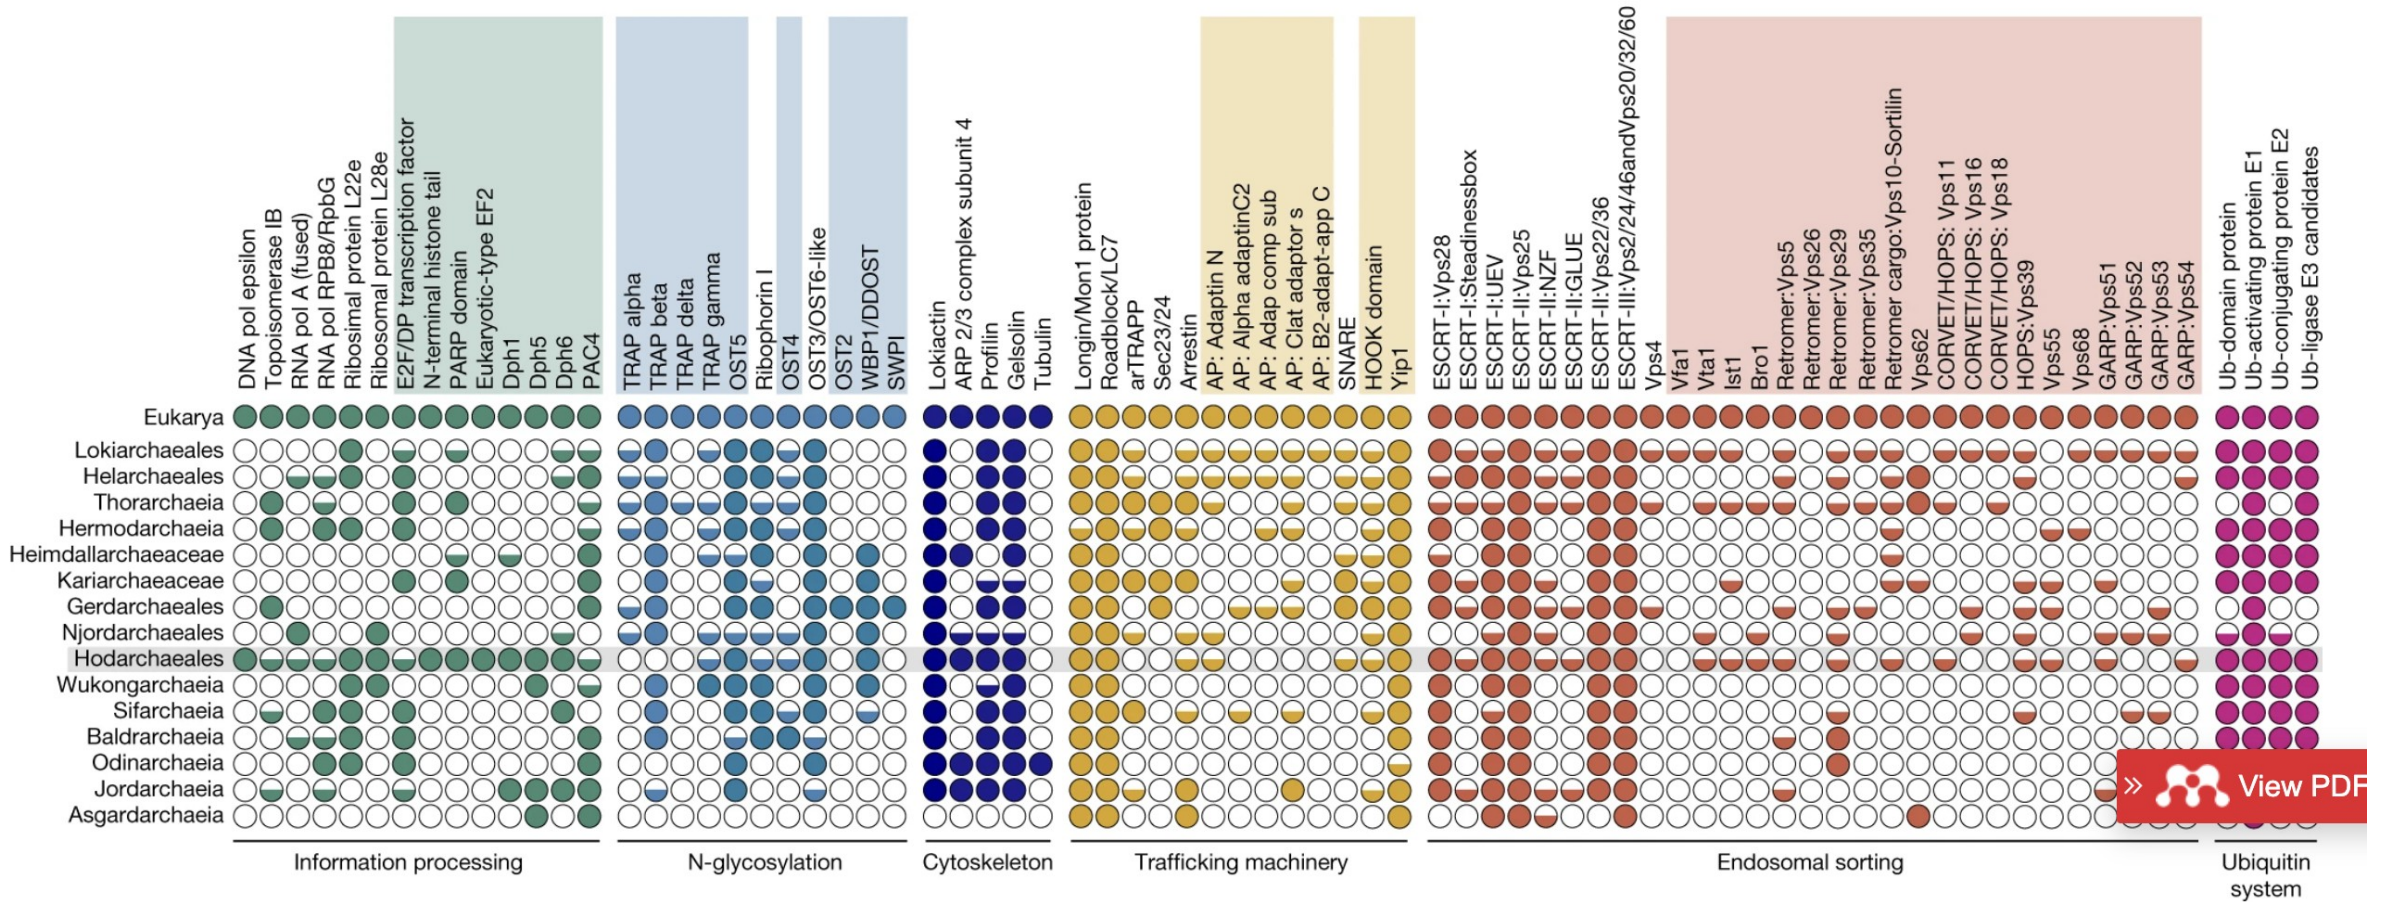 DNA pol epsilon
Topoisomerase IB
RNA pol A (fused)
RNA pol RPB8/RpbG
Ribosimal protein L22e
Ribosomal protein L28e
E2F/DP transcription factor
N-terminal histone tail
PARP domain
Eukaryotic-type EF2
Dph1
Dph5
Dph6
PAC4
TRAP alpha
TRAP beta
TRAP delta
TRAP gamma
OST5
Ribophorin I
OST4
OST3/OST6-like
OST2
WBP1/DDOST
SWPI
Lokiactin
ARP 2/3 complex subunit 4
Profilin
Gelsolin
Tubulin
Longin/Mon1 protein
Roadblock/LC7
arTRAPP
Sec23/24
Arrestin
AP: Adaptin N
AP: Alpha adaptinC2
AP: Adap comp sub
AP: Clat adaptor s
AP: B2-adapt-app C
SNARE
HOOK domain
Yip1
ESCRT-I:Vps28
ESCRT-I:Steadinessbox
ESCRT-I:UEV
ESCRT-II:Vps25
ESCRT-II:NZF
ESCRT-II:GLUE
ESCRT-II:Vps22/36
ESCRT-III:Vps2/24/46andVps20/32/60
Vps4
Vfa1
Vta1
Ist1
Bro1
Retromer:Vps5
Retromer:Vps26
Retromer:Vps29
Retromer:Vps35
Retromer cargo:Vps10-Sortilin
Vps62
CORVET/HOPS: Vps11
CORVET/HOPS: Vps16
CORVET/HOPS: Vps18
HOPS:Vps39
Vps55
Vps68
GARP:Vps51
GARP:Vps52
GARP:Vps53
GARP:Vps54
Ub-domain protein
Ub-activating protein E1
Ub-conjugating protein E2
Ub-ligase E3 candidates
Eukarya
Lokiarchaeales
Helarchaeales
Thorarchaeia
Hermodarchaeia
Heimdallarchaeaceae
Kariarchaeaceae
Gerdarchaeales
Njordarchaeales
Hodarchaeales
Wukongarchaeia
Sifarchaeia
Baldrarchaeia
Odinarchaeia
Jordarchaeia
Asgardarchaeia
» View PDF
Information processing
N-glycosylation
Cytoskeleton
Trafficking machinery
Endosomal sorting
Ubiquitin
system